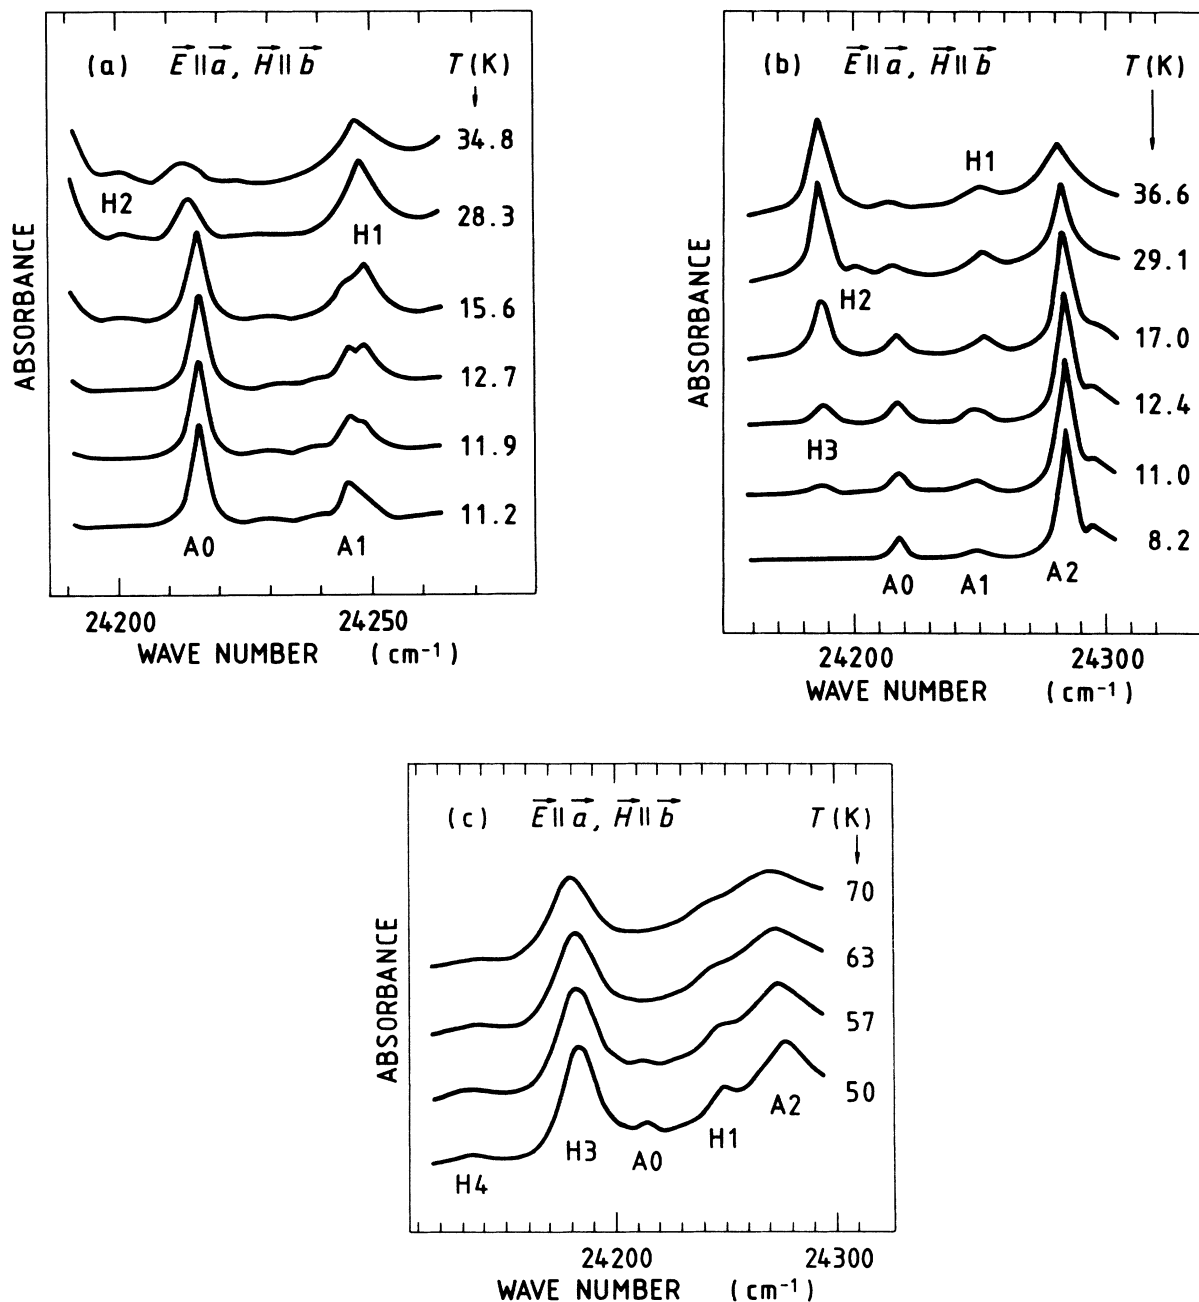 (a) E⃗ ∥ a⃗, H⃗ ∥ b⃗ T (K)
34.8
H2
28.3
H1
15.6
12.7
11.9
11.2
A0 A1
ABSORBANCE
24200 24250
WAVE NUMBER (cm⁻¹)
(b) E⃗ ∥ a⃗, H⃗ ∥ b⃗ T (K)
H1
36.6
29.1
H2
17.0
12.4
H3
11.0
8.2
A0 A1 A2
ABSORBANCE
24200 24300
WAVE NUMBER (cm⁻¹)
(c) E⃗ ∥ a⃗, H⃗ ∥ b⃗ T (K)
70
63
57
50
A2
H4 H3 A0 H1
ABSORBANCE
24200 24300
WAVE NUMBER (cm⁻¹)